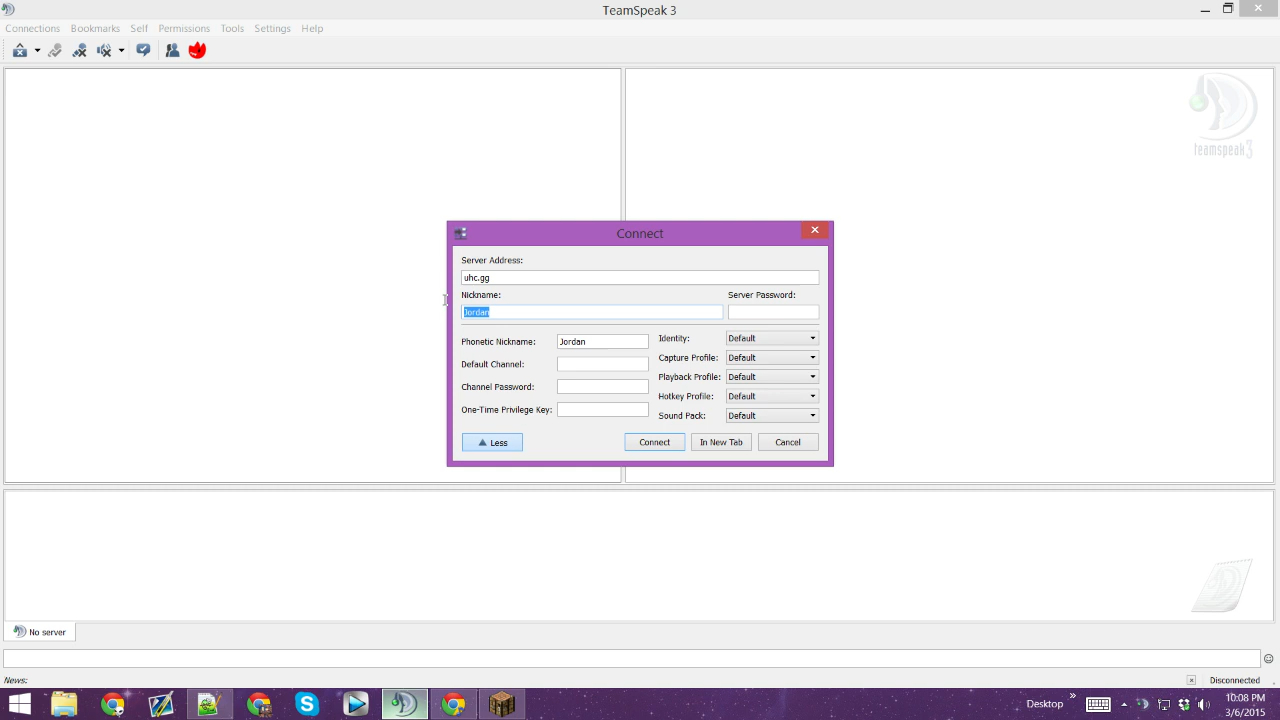 TeamSpeak 3
Connections Bookmarks Self Permissions Tools Settings Help
teamspeak3
Connect
Server Address:
uhc.gg
Nickname: Server Password:
Jordan
Phonetic Nickname: Jordan Identity: Default
Default Channel: Capture Profile: Default
Channel Password: Playback Profile: Default
Hotkey Profile: Default
One-Time Privilege Key: Sound Pack: Default
Less Connect In New Tab Cancel
No server
News: Disconnected
Desktop 10:08 PM
3/6/2015